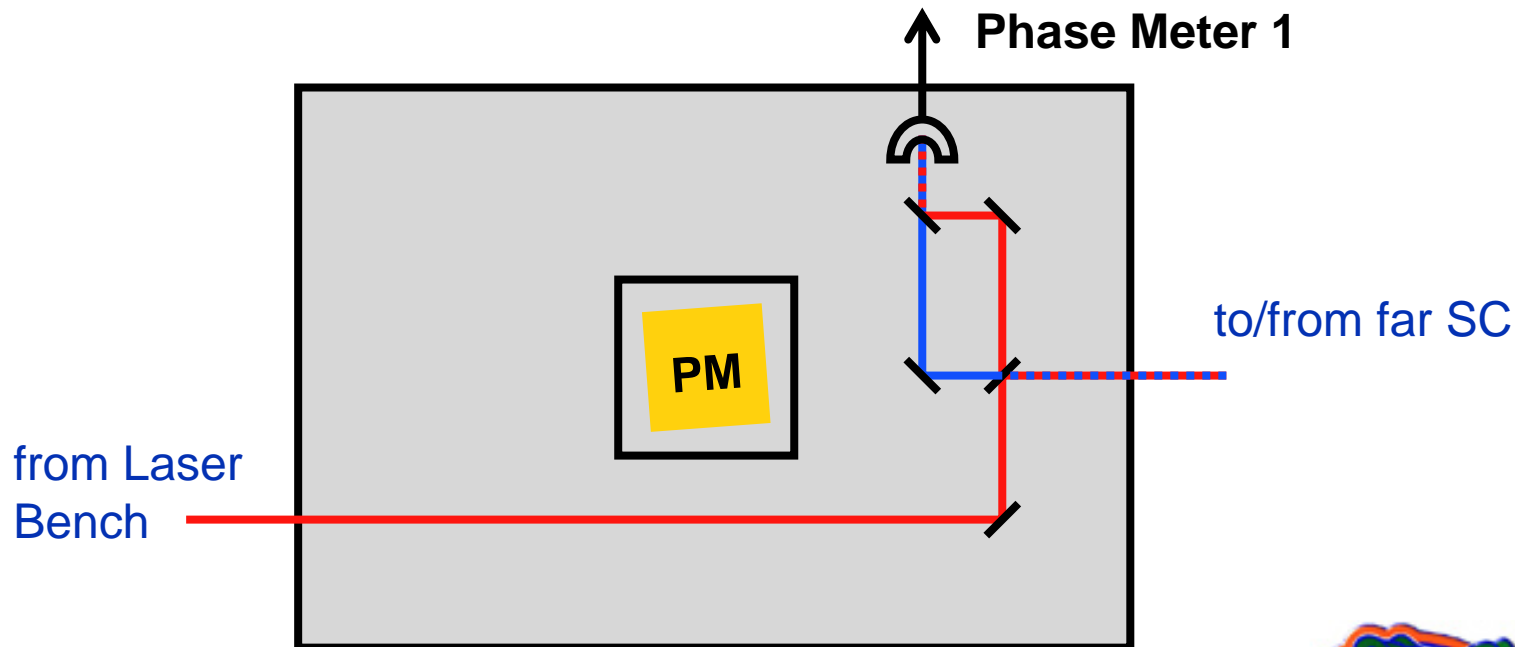 Phase Meter 1
to/from far SC
PM
from Laser
Bench